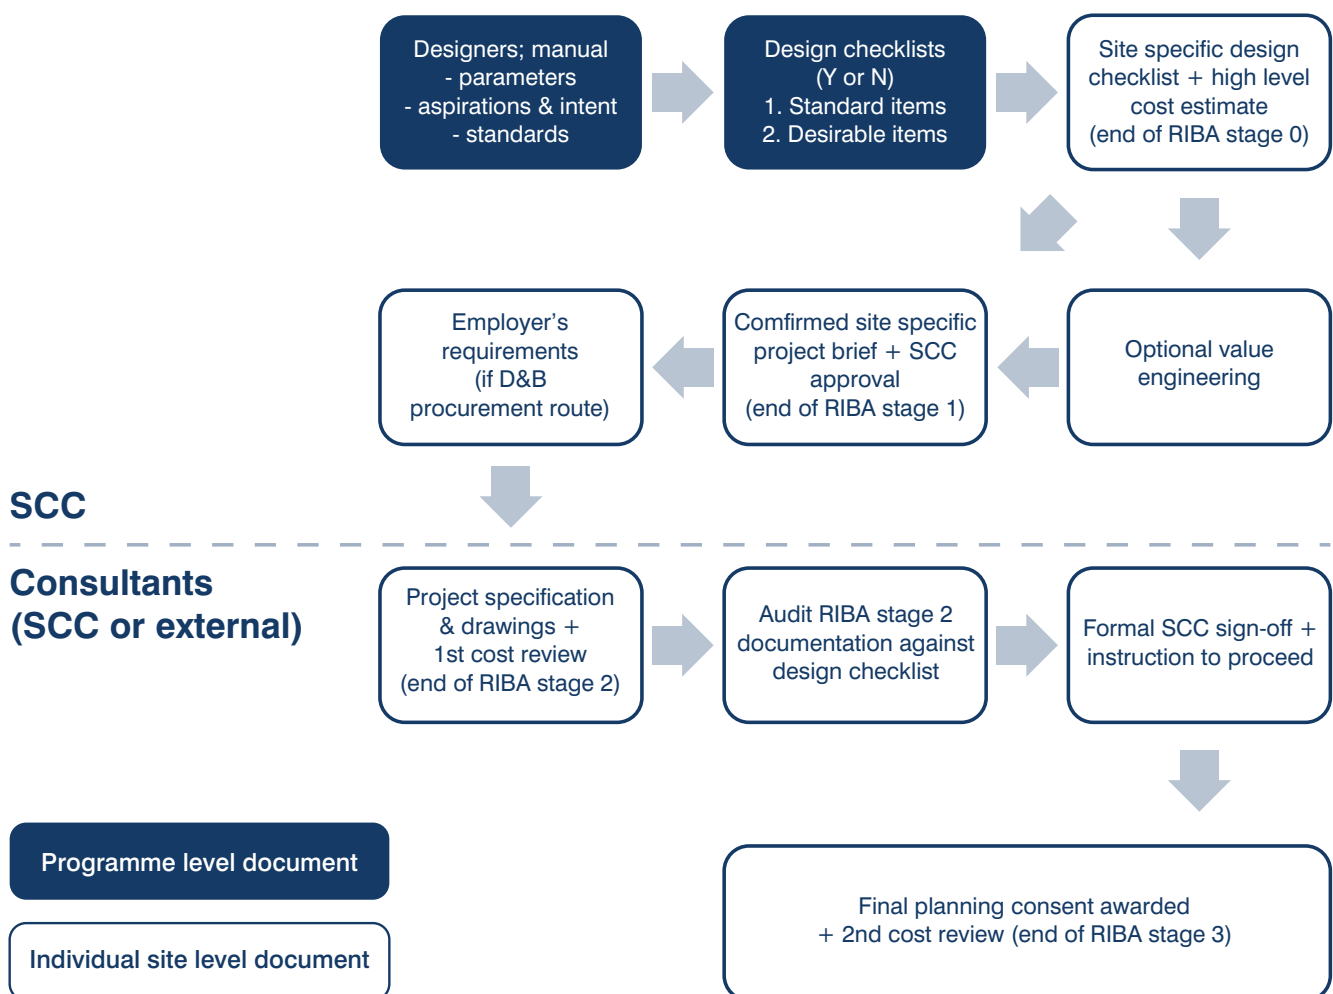 Designers; manual
- parameters
- aspirations & intent
- standards
Design checklists
(Y or N)
1. Standard items
2. Desirable items
Site specific design
checklist + high level
cost estimate
(end of RIBA stage 0)
Employer's
requirements
(if D&B
procurement route)
Comfirmed site specific
project brief + SCC
approval
(end of RIBA stage 1)
Optional value
engineering
SCC
Consultants
(SCC or external)
Project specification
& drawings +
1st cost review
(end of RIBA stage 2)
Audit RIBA stage 2
documentation against
design checklist
Formal SCC sign-off +
instruction to proceed
Programme level document
Individual site level document
Final planning consent awarded
+ 2nd cost review (end of RIBA stage 3)